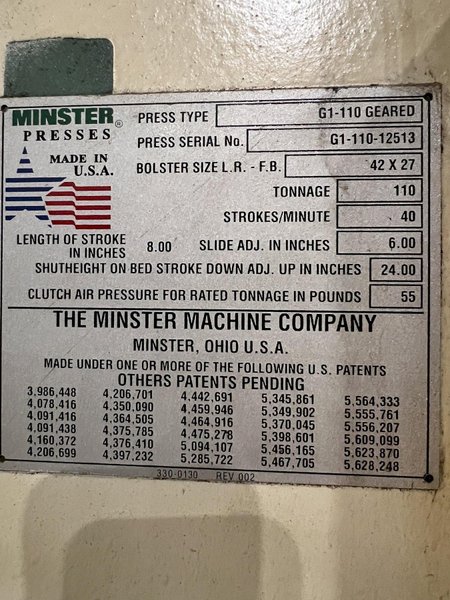 MINSTER®
PRESSES
MADE IN
U.S.A.
PRESS TYPE G1-110 GEARED
PRESS SERIAL No. G1-110-12513
BOLSTER SIZE L.R. - F.B. 42 X 27
TONNAGE 110
STROKES/MINUTE 40
LENGTH OF STROKE
IN INCHES 8.00 SLIDE ADJ. IN INCHES 6.00
SHUTHEIGHT ON BED STROKE DOWN ADJ. UP IN INCHES 24.00
CLUTCH AIR PRESSURE FOR RATED TONNAGE IN POUNDS 55
THE MINSTER MACHINE COMPANY
MINSTER, OHIO U.S.A.
MADE UNDER ONE OR MORE OF THE FOLLOWING U.S. PATENTS
OTHERS PATENTS PENDING
3,986,448 4,206,701 4,442,691 5,345,861 5,564,333
4,078,416 4,350,090 4,459,946 5,349,902 5,555,761
4,091,416 4,364,505 4,464,916 5,370,045 5,556,207
4,091,438 4,375,785 4,475,278 5,398,601 5,609,099
4,160,372 4,376,410 5,094,107 5,456,165 5,623,870
4,206,699 4,397,232 5,285,722 5,467,705 5,628,248
330-0130 REV 002